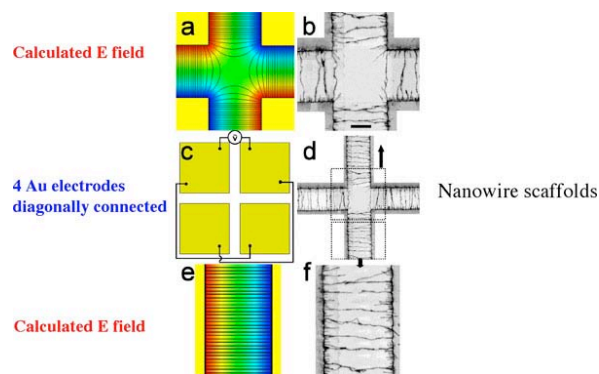 a
b
Calculated E field
c
d
4 Au electrodes
diagonally connected
Nanowire scaffolds
e
f
Calculated E field